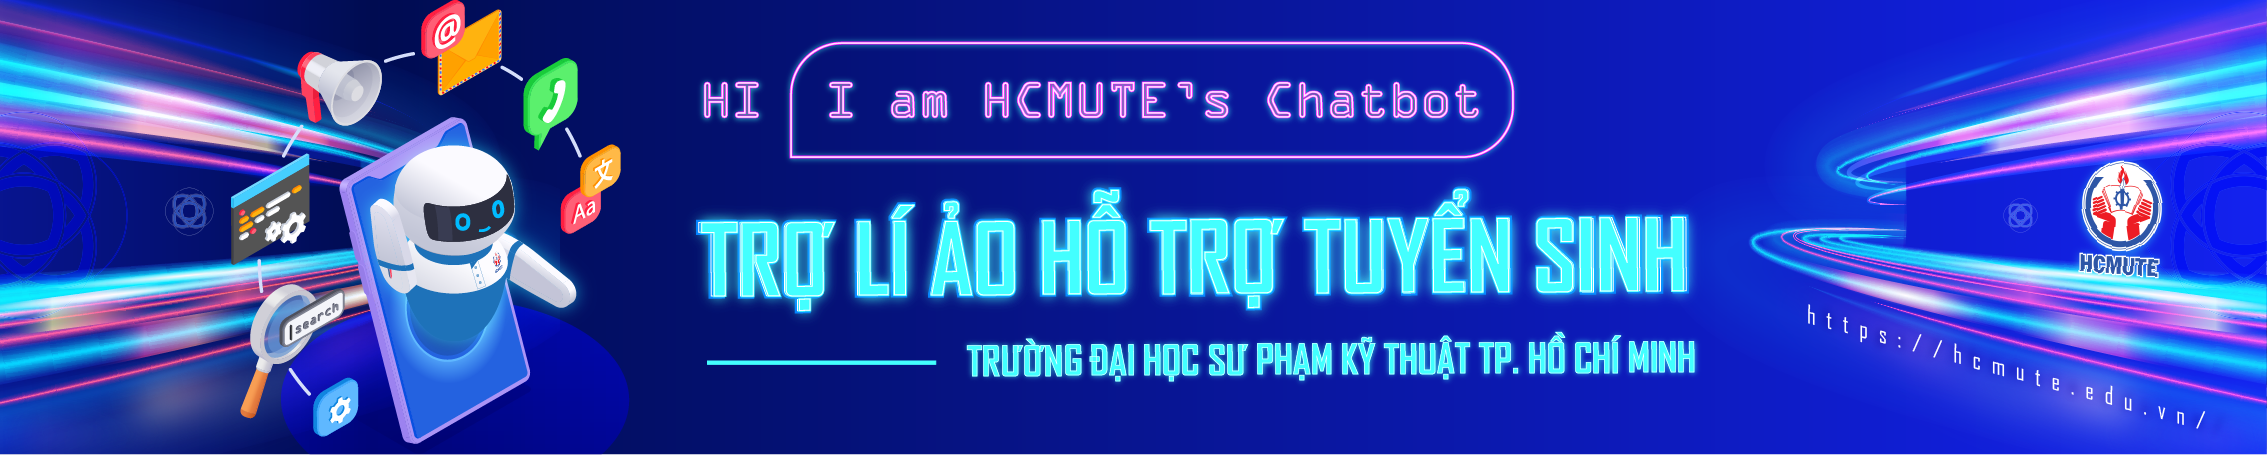 @
文
Aa
search
HI I am HCMUTE's Chatbot
TRỢ LÍ ẢO HỖ TRỢ TUYỂN SINH
TRƯỜNG ĐẠI HỌC SƯ PHẠM KỸ THUẬT TP. HỒ CHÍ MINH
HCMUTE
https://hcmute.edu.vn/